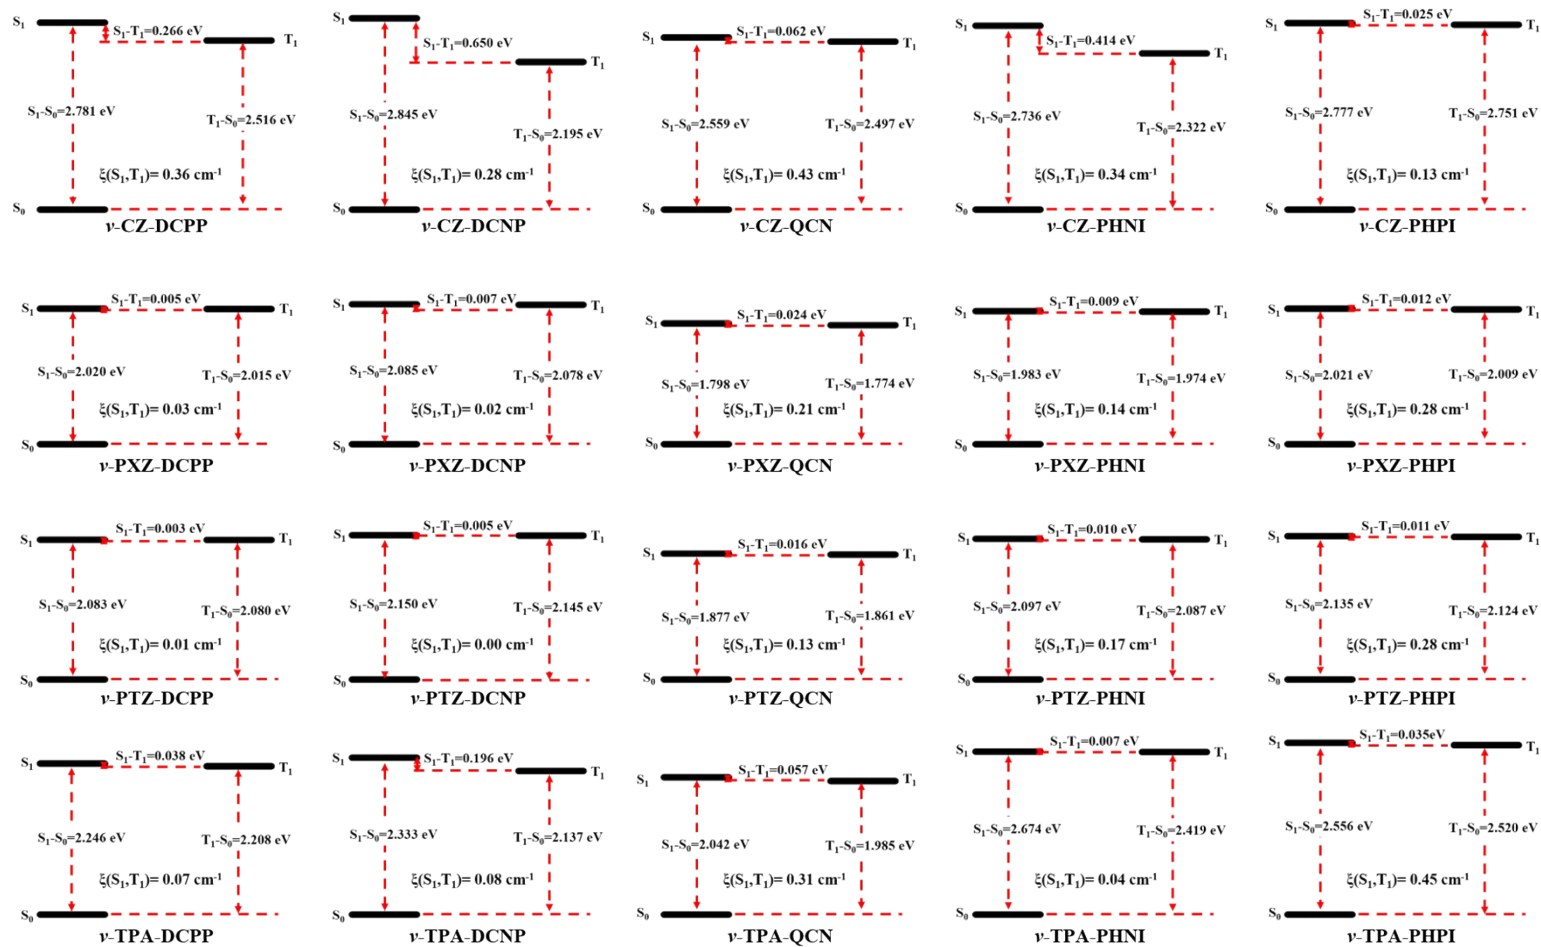 S₁ S₁-T₁=0.266 eV T₁
S₁-S₀=2.781 eV
T₁-S₀=2.516 eV
ξ(S₁,T₁)= 0.36 cm⁻¹
S₀
v-CZ-DCPP
S₁ S₁-T₁=0.650 eV T₁
S₁-S₀=2.845 eV
T₁-S₀=2.195 eV
ξ(S₁,T₁)= 0.28 cm⁻¹
S₀
v-CZ-DCNP
S₁ S₁-T₁=0.062 eV T₁
S₁-S₀=2.559 eV
T₁-S₀=2.497 eV
ξ(S₁,T₁)= 0.43 cm⁻¹
S₀
v-CZ-QCN
S₁ S₁-T₁=0.414 eV T₁
S₁-S₀=2.736 eV
T₁-S₀=2.322 eV
ξ(S₁,T₁)= 0.34 cm⁻¹
S₀
v-CZ-PHNI
S₁ S₁-T₁=0.025 eV T₁
S₁-S₀=2.777 eV
T₁-S₀=2.751 eV
ξ(S₁,T₁)= 0.13 cm⁻¹
S₀
v-CZ-PHPI
S₁ S₁-T₁=0.005 eV T₁
S₁-S₀=2.020 eV
T₁-S₀=2.015 eV
ξ(S₁,T₁)= 0.03 cm⁻¹
S₀
v-PXZ-DCPP
S₁ S₁-T₁=0.007 eV T₁
S₁-S₀=2.085 eV
T₁-S₀=2.078 eV
ξ(S₁,T₁)= 0.02 cm⁻¹
S₀
v-PXZ-DCNP
S₁ S₁-T₁=0.024 eV T₁
S₁-S₀=1.798 eV
T₁-S₀=1.774 eV
ξ(S₁,T₁)= 0.21 cm⁻¹
S₀
v-PXZ-QCN
S₁ S₁-T₁=0.009 eV T₁
S₁-S₀=1.983 eV
T₁-S₀=1.974 eV
ξ(S₁,T₁)= 0.14 cm⁻¹
S₀
v-PXZ-PHNI
S₁ S₁-T₁=0.012 eV T₁
S₁-S₀=2.021 eV
T₁-S₀=2.009 eV
ξ(S₁,T₁)= 0.28 cm⁻¹
S₀
v-PXZ-PHPI
S₁ S₁-T₁=0.003 eV T₁
S₁-S₀=2.083 eV
T₁-S₀=2.080 eV
ξ(S₁,T₁)= 0.01 cm⁻¹
S₀
v-PTZ-DCPP
S₁ S₁-T₁=0.005 eV T₁
S₁-S₀=2.150 eV
T₁-S₀=2.145 eV
ξ(S₁,T₁)= 0.00 cm⁻¹
S₀
v-PTZ-DCNP
S₁ S₁-T₁=0.016 eV T₁
S₁-S₀=1.877 eV
T₁-S₀=1.861 eV
ξ(S₁,T₁)= 0.13 cm⁻¹
S₀
v-PTZ-QCN
S₁ S₁-T₁=0.010 eV T₁
S₁-S₀=2.097 eV
T₁-S₀=2.087 eV
ξ(S₁,T₁)= 0.17 cm⁻¹
S₀
v-PTZ-PHNI
S₁ S₁-T₁=0.011 eV T₁
S₁-S₀=2.135 eV
T₁-S₀=2.124 eV
ξ(S₁,T₁)= 0.28 cm⁻¹
S₀
v-PTZ-PHPI
S₁ S₁-T₁=0.038 eV T₁
S₁-S₀=2.246 eV
T₁-S₀=2.208 eV
ξ(S₁,T₁)= 0.07 cm⁻¹
S₀
v-TPA-DCPP
S₁ S₁-T₁=0.196 eV T₁
S₁-S₀=2.333 eV
T₁-S₀=2.137 eV
ξ(S₁,T₁)= 0.08 cm⁻¹
S₀
v-TPA-DCNP
S₁ S₁-T₁=0.057 eV T₁
S₁-S₀=2.042 eV
T₁-S₀=1.985 eV
ξ(S₁,T₁)= 0.31 cm⁻¹
S₀
v-TPA-QCN
S₁ S₁-T₁=0.007 eV T₁
S₁-S₀=2.674 eV
T₁-S₀=2.419 eV
ξ(S₁,T₁)= 0.04 cm⁻¹
S₀
v-TPA-PHNI
S₁ S₁-T₁=0.035eV T₁
S₁-S₀=2.556 eV
T₁-S₀=2.520 eV
ξ(S₁,T₁)= 0.45 cm⁻¹
S₀
v-TPA-PHPI